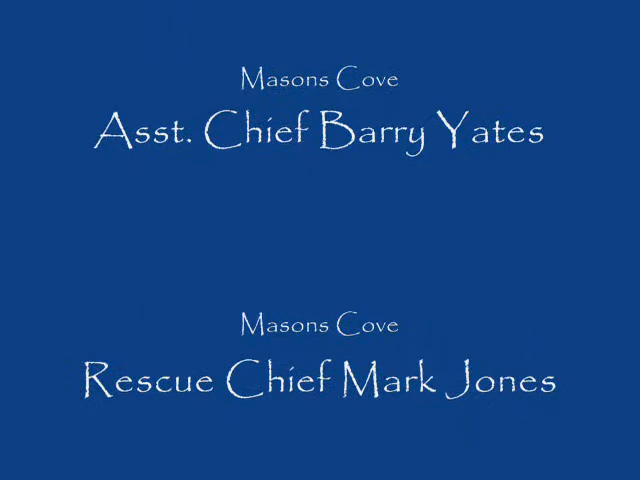 Masons Cove
Asst. Chief Barry Yates
Masons Cove
Rescue Chief Mark Jones